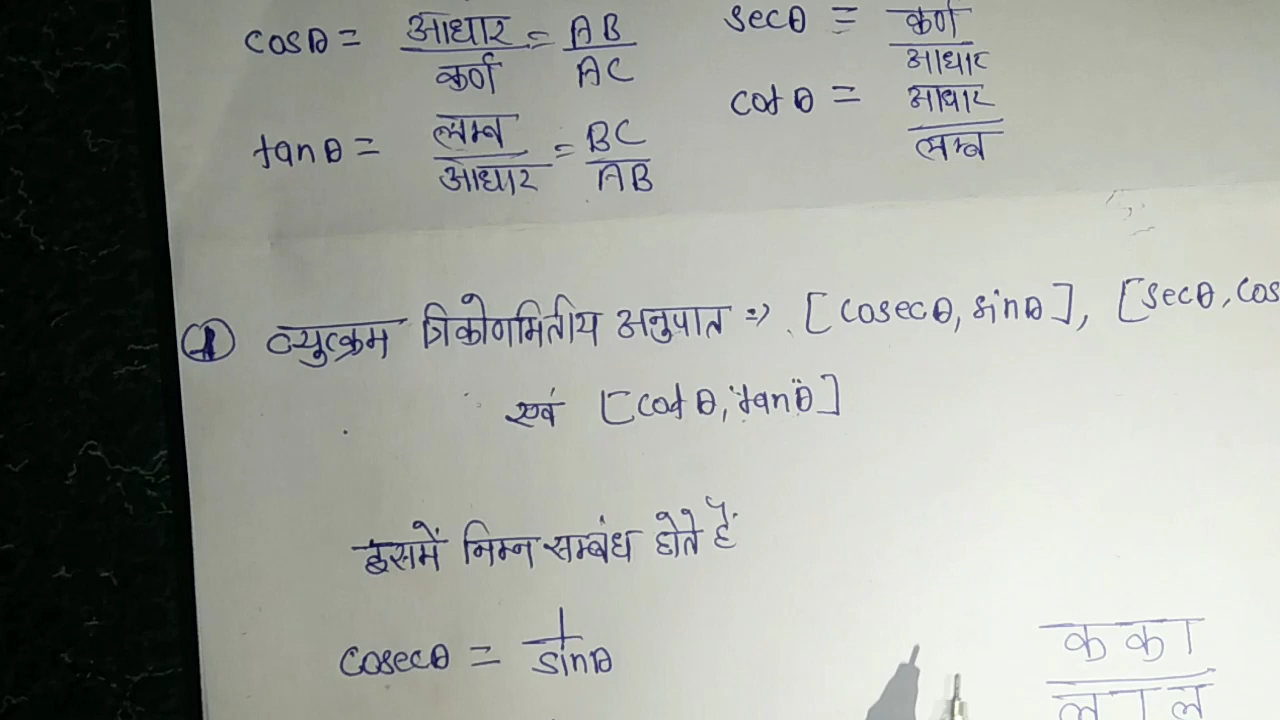 cosθ = आधार/कर्ण = AB/AC
secθ = कर्ण/आधार
tanθ = लम्ब/आधार = BC/AB
cotθ = आधार/लम्ब
① व्युत्क्रम त्रिकोणमितीय अनुपात ⇒ [cosecθ, sinθ], [secθ, cos
एवं [cotθ, tanθ]
इसमें निम्न सम्बंध होते हैं
cosecθ = 1/sinθ
क क ।
ल । ल